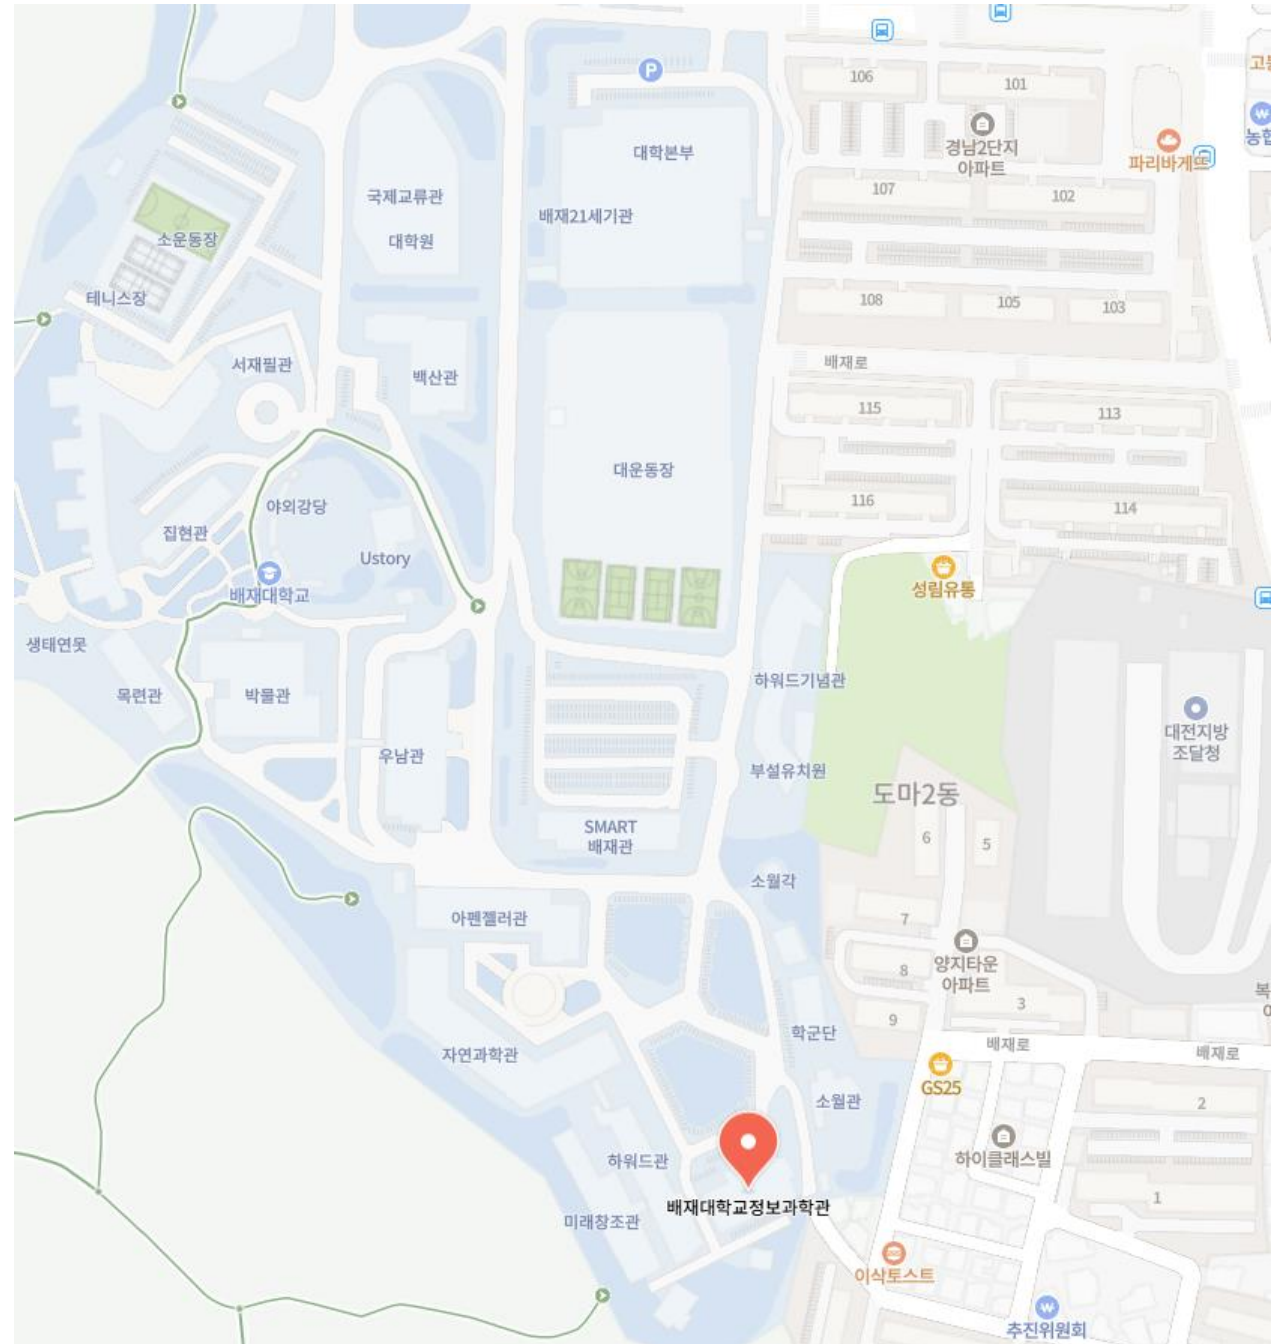 P
고
106
101
농협
대학본부
경남2단지
아파트
파리바게뜨
107
102
국제교류관
배재21세기관
대학원
소운동장
테니스장
108
105
103
서재필관
백산관
배재로
115
113
대운동장
116
114
야외강당
집현관
Ustory
배재대학교
성림유통
생태연못
목련관
박물관
하워드기념관
대전지방
조달청
우남관
부설유치원
도마2동
SMART
배재관
6
5
소월각
아펜젤러관
7
양지타운
아파트
8
3
9
복
학군단
배재로
배재로
자연과학관
GS25
소월관
2
하워드관
하이클래스빌
배재대학교정보과학관
1
미래창조관
이삭토스트
추진위원회